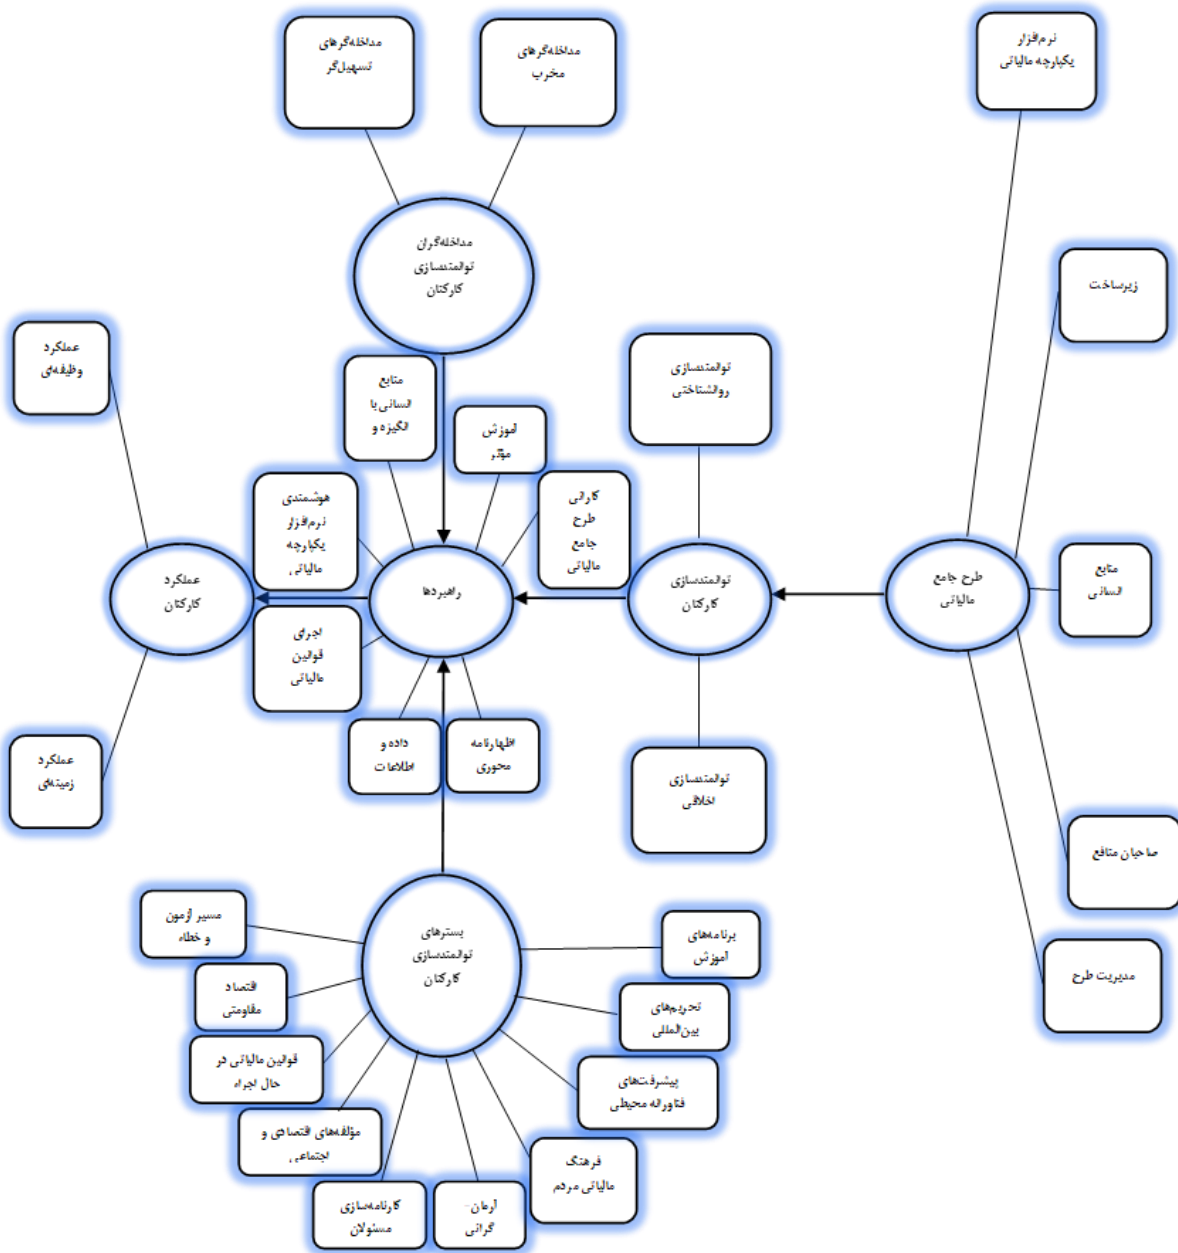 مداخله‌گرهای
تسهیل‌گر
مداخله‌گرهای
مخرب
نرم‌افزار
یکپارچه مالیاتی
مداخله‌گران
توانمندسازی
کارکنان
زیرساخت
عملکرد
وظیفه‌ای
منابع
انسانی با
انگیزه و
آموزش
مؤثر
توانمندسازی
روانشناختی
هوشمندی
نرم‌افزار
یکپارچه
مالیاتی
کارائی
طرح
جامع
مالیاتی
عملکرد
کارکنان
راهبردها
توانمندسازی
کارکنان
طرح جامع
مالیاتی
منابع
انسانی
اجرای
قوانین
مالیاتی
عملکرد
زمینه‌ای
داده و
اطلاعات
اظهارنامه
محوری
توانمندسازی
اخلاقی
صاحبان منافع
مدیریت طرح
بسترهای
توانمندسازی
کارکنان
مسیر آزمون
و خطاء
اقتصاد
مقاومتی
قوانین مالیاتی در
حال اجراء
مؤلفه‌های اقتصادی و
اجتماعی
کارنامه‌سازی
مسئولان
آرمان-
گرائی
فرهنگ
مالیاتی مردم
پیشرفت‌های
فناورانه محیطی
تحریم‌های
بین‌المللی
برنامه‌های
آموزش